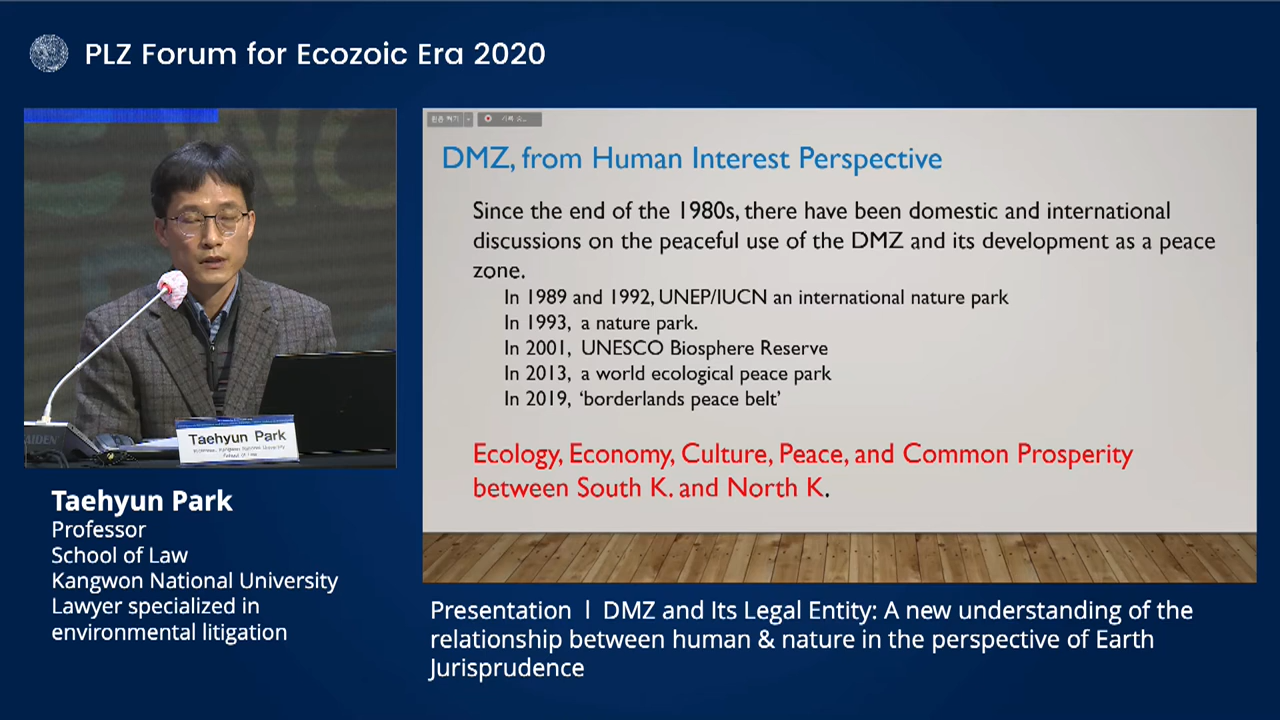 PLZ Forum for Ecozoic Era 2020
DMZ, from Human Interest Perspective
Since the end of the 1980s, there have been domestic and international
discussions on the peaceful use of the DMZ and its development as a peace
zone.
In 1989 and 1992, UNEP/IUCN an international nature park
In 1993, a nature park.
In 2001, UNESCO Biosphere Reserve
In 2013, a world ecological peace park
In 2019, ‘borderlands peace belt’
Ecology, Economy, Culture, Peace, and Common Prosperity
between South K. and North K.
Taehyun Park
Taehyun Park
Professor
School of Law
Kangwon National University
Lawyer specialized in
environmental litigation
Presentation l DMZ and Its Legal Entity: A new understanding of the
relationship between human & nature in the perspective of Earth
Jurisprudence